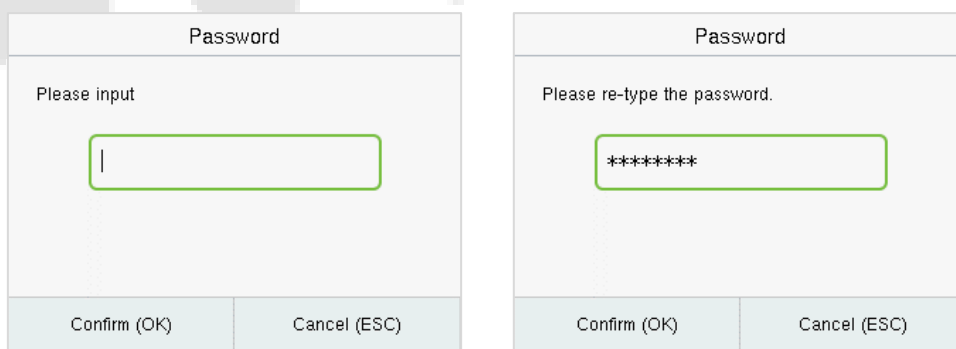 Password
Please input
Confirm (OK) Cancel (ESC)
Password
Please re-type the password.
********
Confirm (OK) Cancel (ESC)